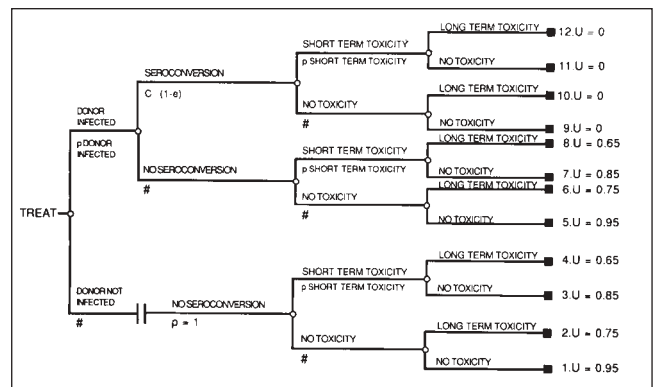 LONG TERM TOXICITY
12.U = 0
SHORT TERM TOXICITY
p SHORT TERM TOXICITY
NO TOXICITY
11.U = 0
SEROCONVERSION
C (1-e)
LONG TERM TOXICITY
10.U = 0
NO TOXICITY
#
NO TOXICITY
9.U = 0
DONOR
INFECTED
p DONOR
INFECTED
LONG TERM TOXICITY
8.U = 0.65
SHORT TERM TOXICITY
p SHORT TERM TOXICITY
NO TOXICITY
7.U = 0.85
NO SEROCONVERSION
#
LONG TERM TOXICITY
6.U = 0.75
NO TOXICITY
#
NO TOXICITY
5.U = 0.95
TREAT
LONG TERM TOXICITY
4.U = 0.65
SHORT TERM TOXICITY
p SHORT TERM TOXICITY
NO TOXICITY
3.U = 0.85
DONOR NOT
INFECTED
#
NO SEROCONVERSION
p = 1
LONG TERM TOXICITY
2.U = 0.75
NO TOXICITY
#
NO TOXICITY
1.U = 0.95